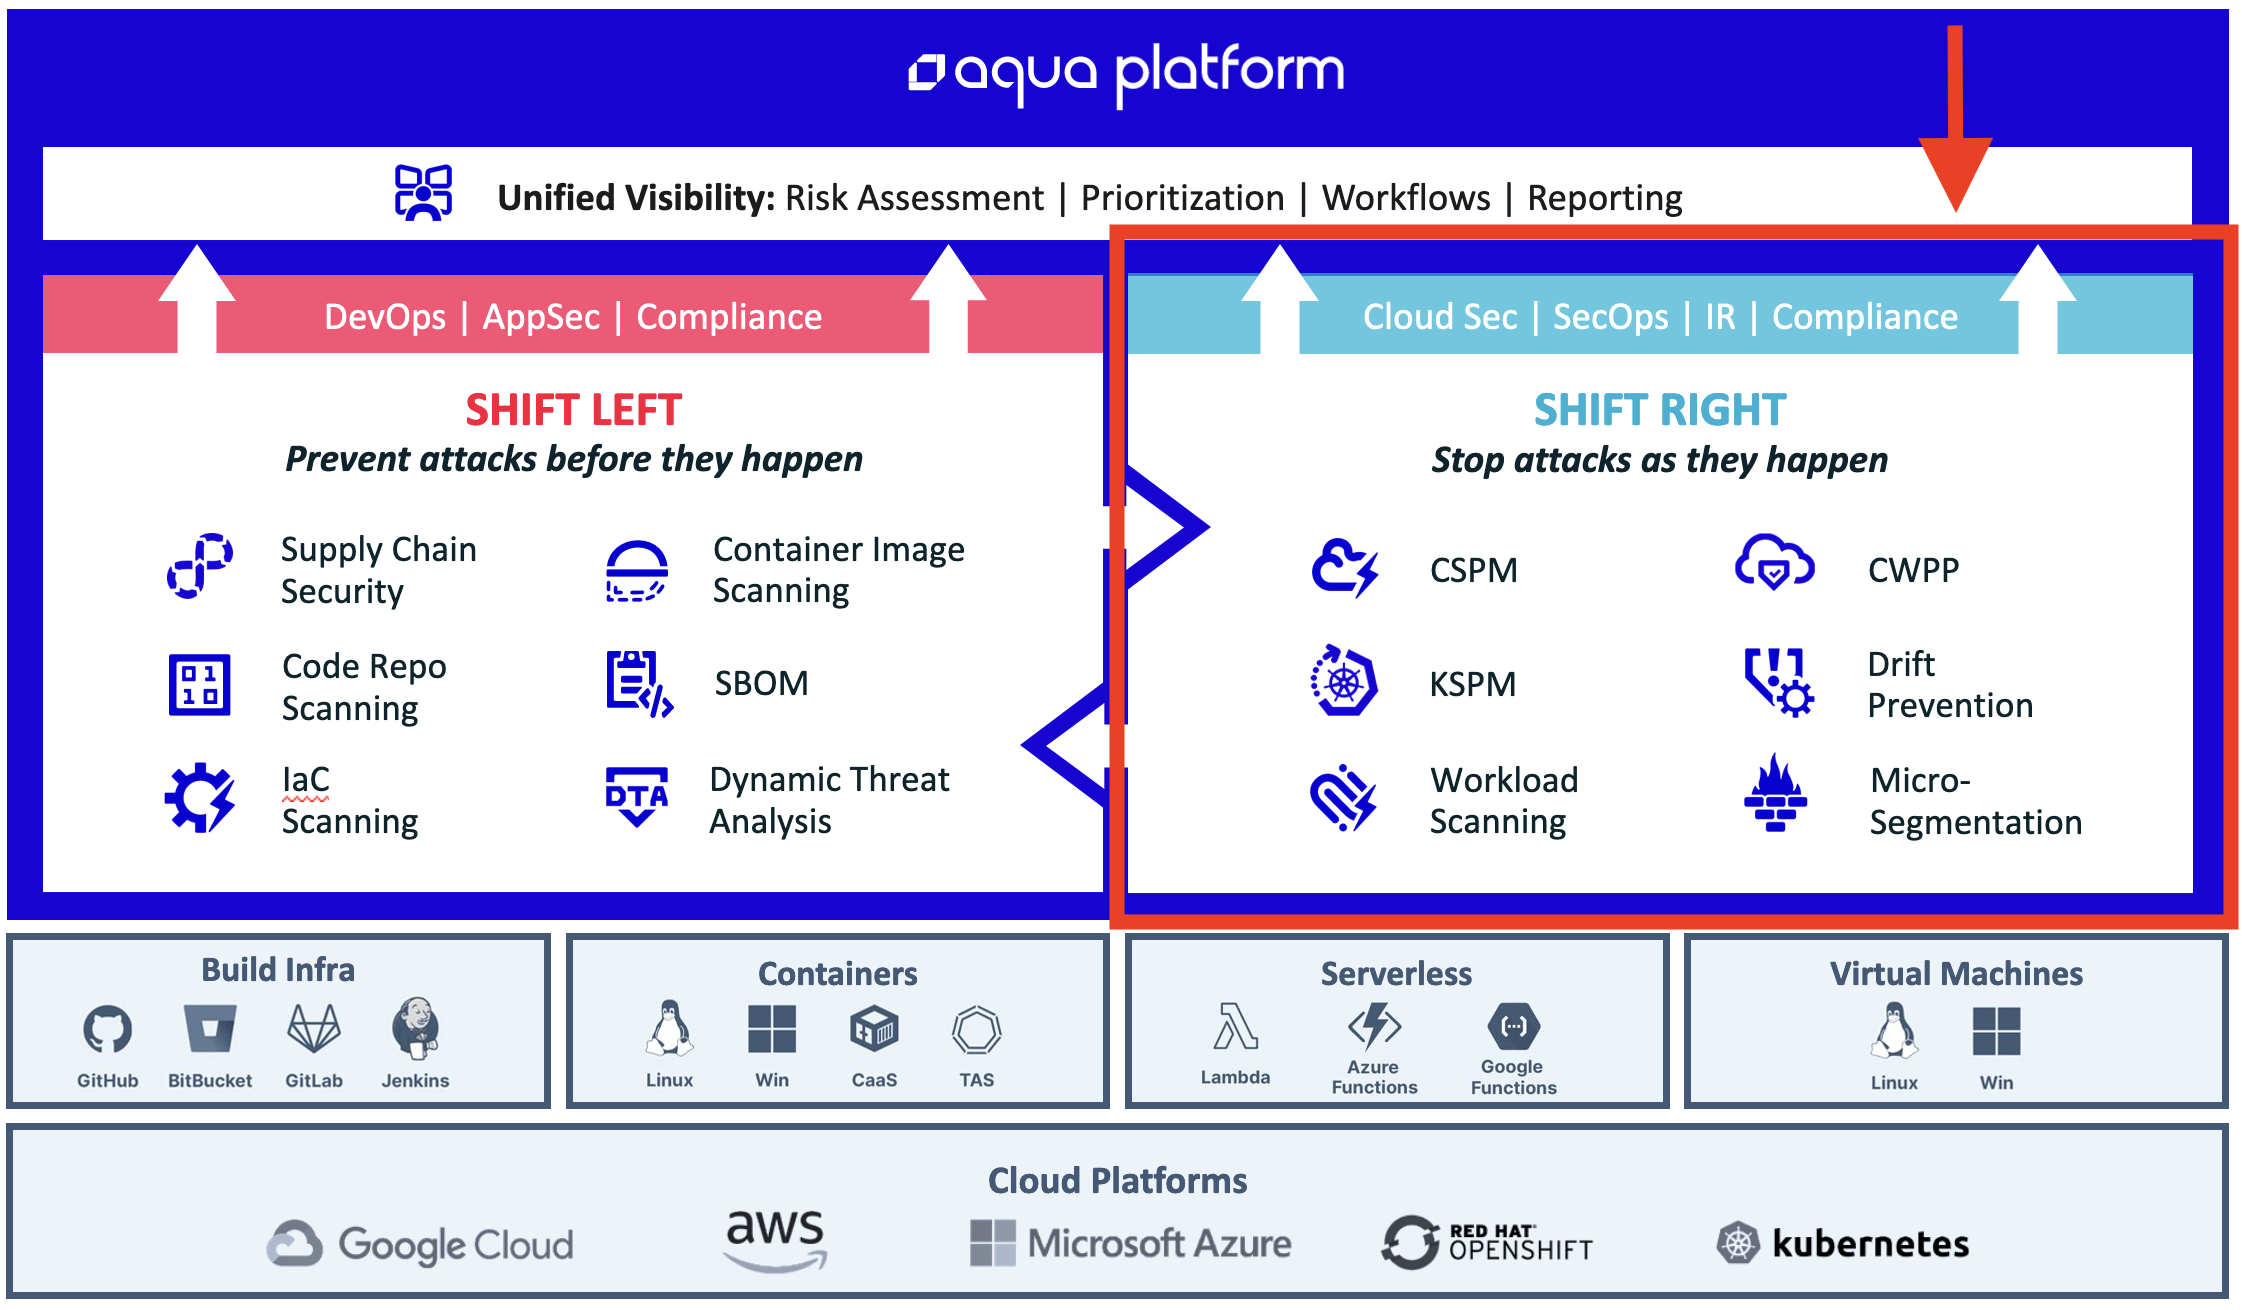 aqua platform
Unified Visibility: Risk Assessment | Prioritization | Workflows | Reporting
DevOps | AppSec | Compliance
SHIFT LEFT
Prevent attacks before they happen
Supply Chain
Security
Container Image
Scanning
Code Repo
Scanning
SBOM
IaC
Scanning
DTA
Dynamic Threat
Analysis
Cloud Sec | SecOps | IR | Compliance
SHIFT RIGHT
Stop attacks as they happen
CSPM
CWPP
KSPM
Drift
Prevention
Workload
Scanning
Micro-
Segmentation
Build Infra
GitHub
BitBucket
GitLab
Jenkins
Containers
Linux
Win
CaaS
TAS
Serverless
Lambda
Azure
Functions
Google
Functions
Virtual Machines
Linux
Win
Cloud Platforms
Google Cloud
aws
Microsoft Azure
RED HAT
OPENSHIFT
kubernetes